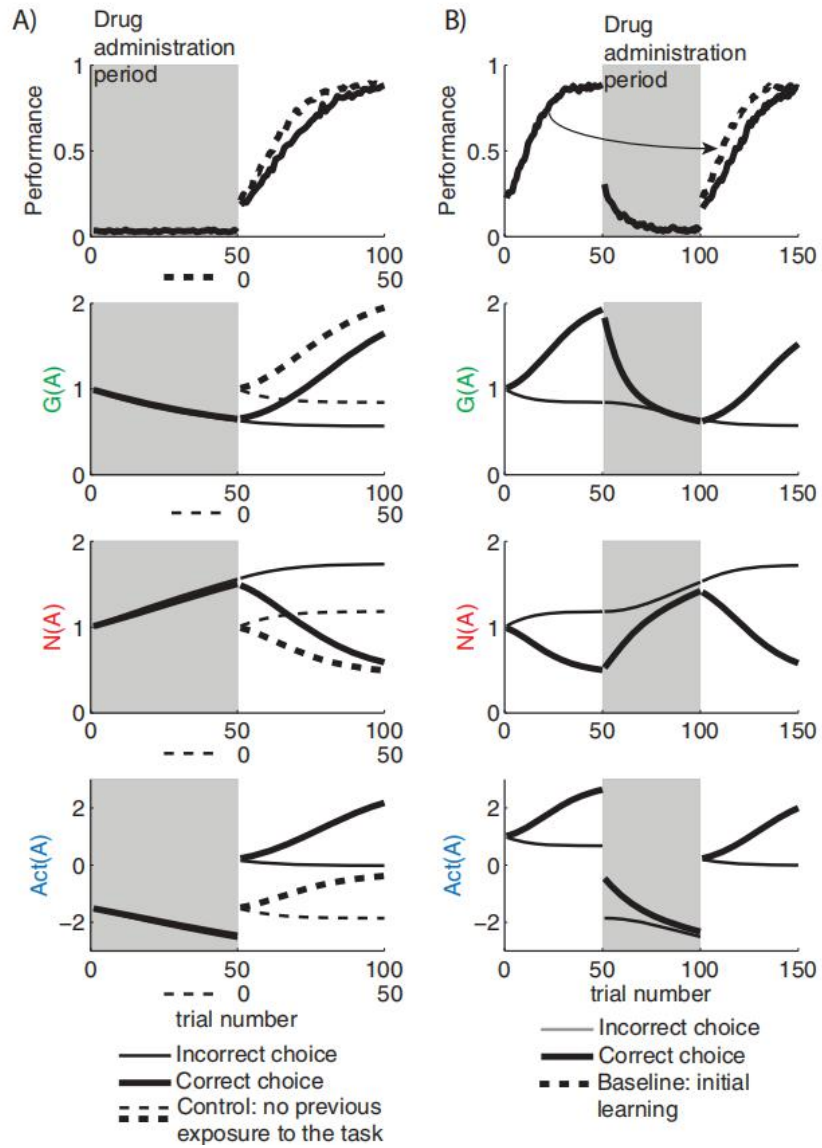 A)
Drug
administration
period
Performance
1
0.5
0
0 50 100
0 50
G(A)
2
1
0
0 50 100
0 50
N(A)
2
1
0
0 50 100
0 50
Act(A)
2
0
−2
0 50 100
0 50
trial number
Incorrect choice
Correct choice
Control: no previous
exposure to the task
B)
Drug
administration
period
Performance
1
0.5
0
0 50 100 150
G(A)
2
1
0
0 50 100 150
N(A)
2
1
0
0 50 100 150
Act(A)
2
0
−2
0 50 100 150
trial number
Incorrect choice
Correct choice
Baseline: initial
learning